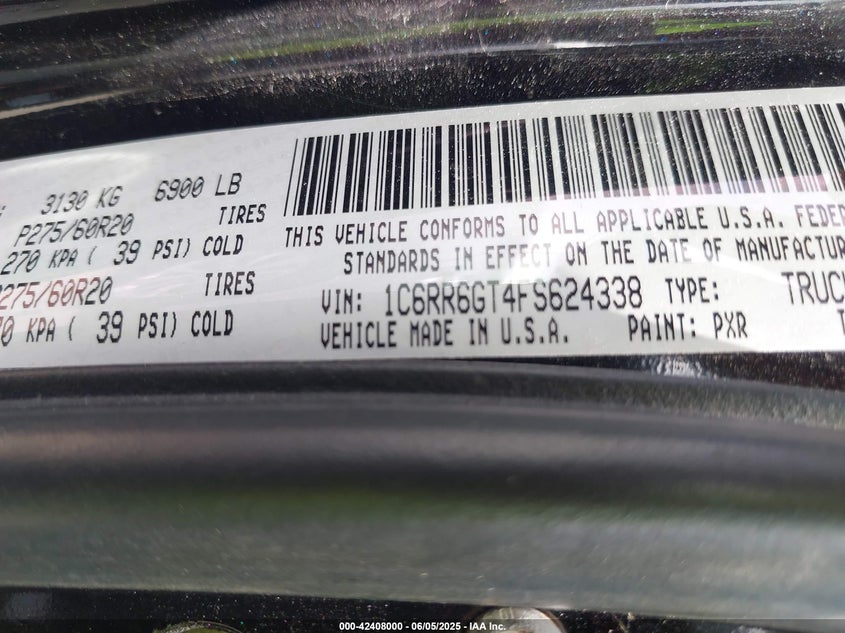 3130 KG 6900 LB
P275/60R20 TIRES
270 KPA ( 39 PSI) COLD
275/60R20 TIRES
0 KPA ( 39 PSI) COLD
THIS VEHICLE CONFORMS TO ALL APPLICABLE U.S.A. FEDER
STANDARDS IN EFFECT ON THE DATE OF MANUFACTUR
VIN: 1C6RR6GT4FS624338 TYPE: TRUC
VEHICLE MADE IN U.S.A. PAINT: PXR T
000-42408000 - 06/05/2025 - IAA Inc.